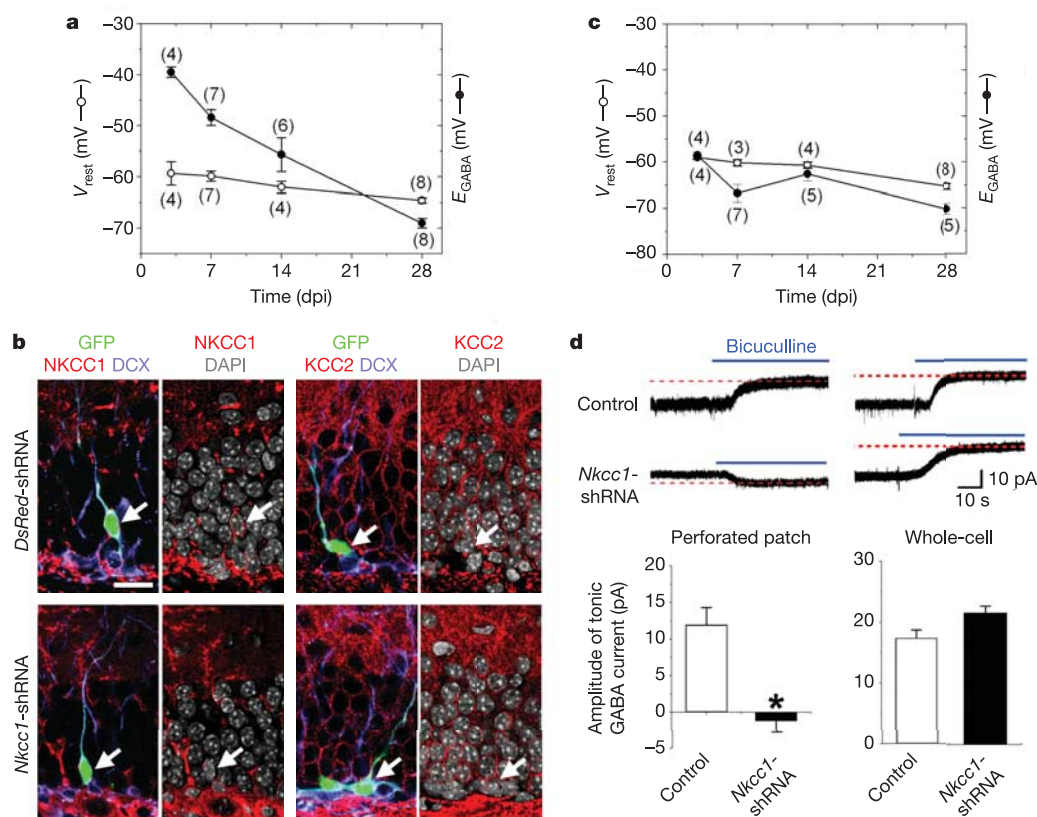 a
−30
−40
−50
−60
−70
V_rest (mV —○—)
E_GABA (mV —●—)
(4)
(7)
(6)
(8)
(4)
(7)
(4)
(8)
0 7 14 21 28
Time (dpi)
c
−30
−40
−50
−60
−70
−80
V_rest (mV —○—)
E_GABA (mV —●—)
(4)
(3)
(4)
(8)
(4)
(7)
(5)
(5)
0 7 14 21 28
Time (dpi)
b
GFP
NKCC1 DCX
NKCC1
DAPI
GFP
KCC2 DCX
KCC2
DAPI
DsRed-shRNA
Nkcc1-shRNA
d
Bicuculline
Control
Nkcc1-
shRNA
10 pA
10 s
Perforated patch
Amplitude of tonic
GABA current (pA)
20
15
10
5
0
−5
*
Control
Nkcc1-
shRNA
Whole-cell
30
20
10
0
Control
Nkcc1-
shRNA